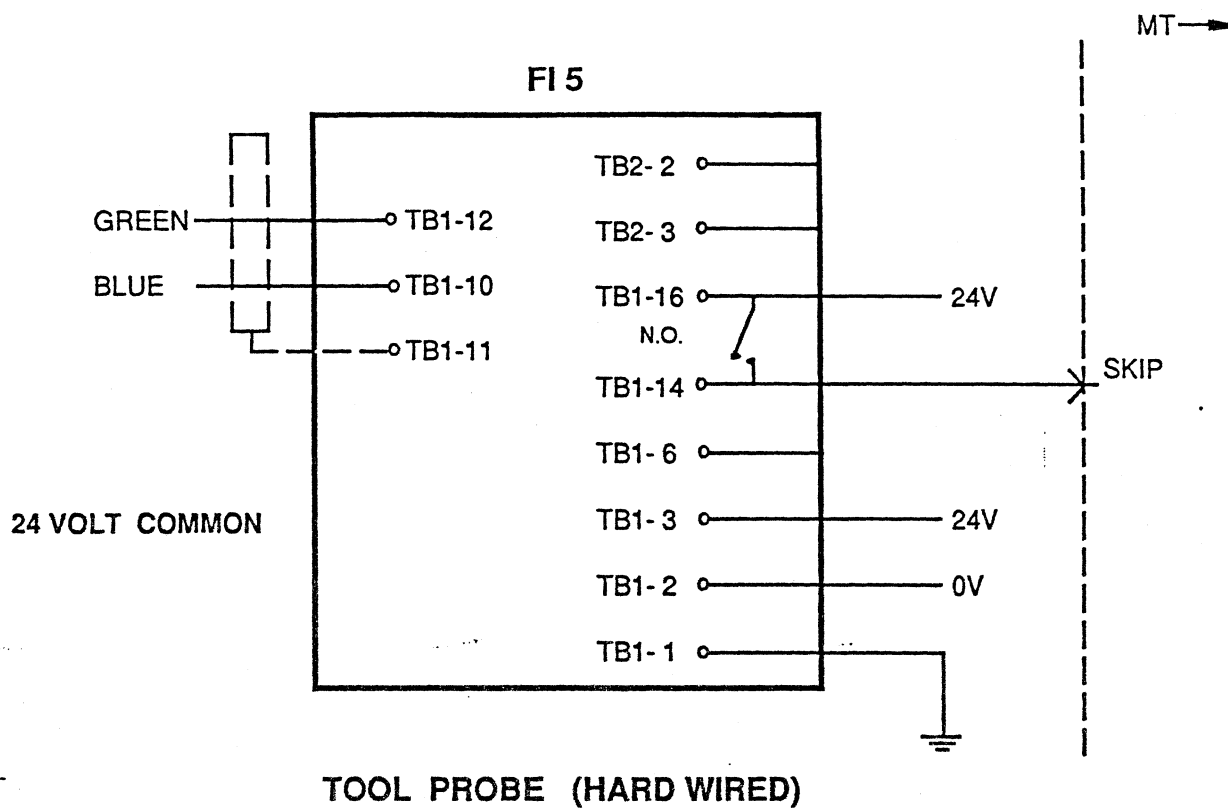 MT
FI 5
TB2- 2
GREEN
TB1-12
TB2- 3
BLUE
TB1-10
TB1-16
24V
N.O.
TB1-11
TB1-14
SKIP
TB1- 6
24 VOLT COMMON
TB1- 3
24V
TB1- 2
0V
TB1- 1
TOOL PROBE (HARD WIRED)